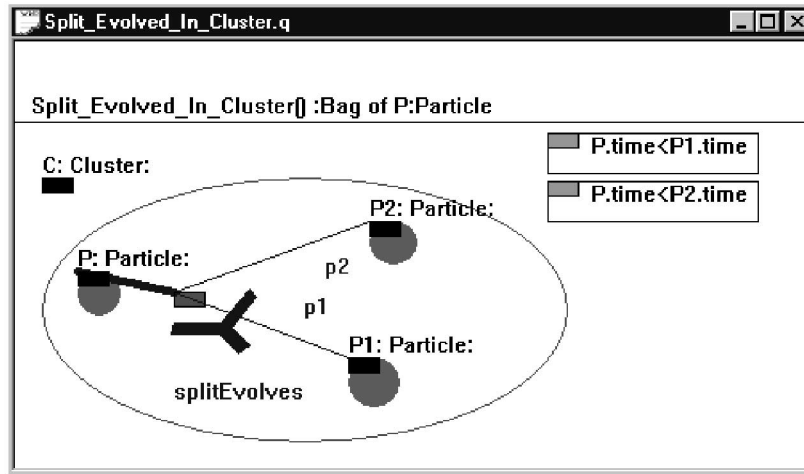 Split_Evolved_In_Cluster.q
Split_Evolved_In_Cluster() :Bag of P:Particle
C: Cluster:
P.time<P1.time
P.time<P2.time
P2: Particle:
P: Particle:
p2
p1
P1: Particle:
splitEvolves